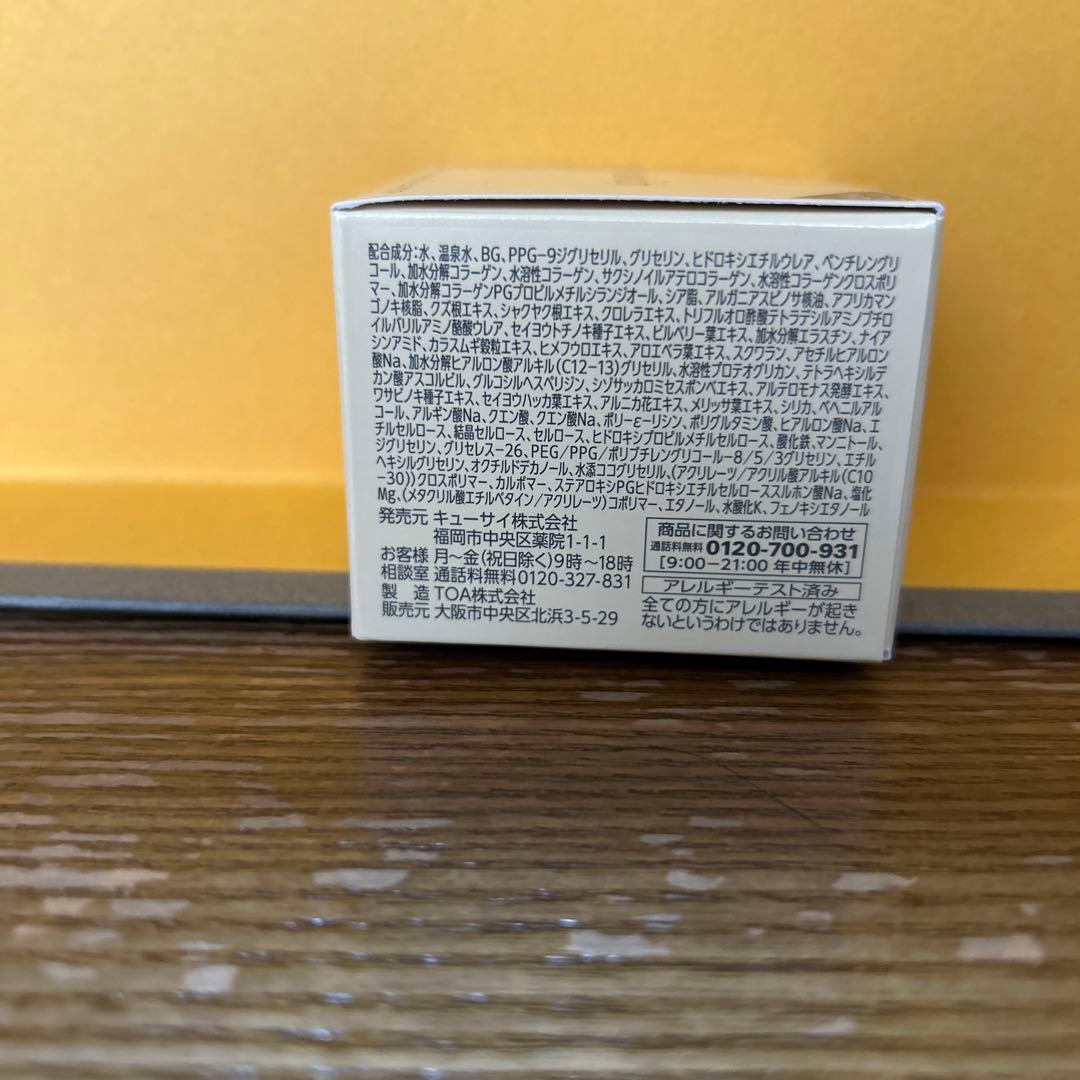 配合成分:水、温泉水、BG、PPG-9ジグリセリル、グリセリン、ヒドロキシエチルウレア、ペンチレングリ
コール、加水分解コラーゲン、水溶性コラーゲン、サクシノイルアテロコラーゲン、水溶性コラーゲンクロスポリ
マー、加水分解コラーゲンPGプロピルメチルシランジオール、シア脂、アルガニアスピノサ核油、アフリカマン
ゴノキ核脂、クズ根エキス、シャクヤク根エキス、クロレラエキス、トリフルオロ酢酸テトラデシルアミノブチロ
イルバリルアミノ酪酸ウレア、セイヨウトチノキ種子エキス、ビルベリー葉エキス、加水分解エラスチン、ナイア
シンアミド、カラスムギ穀粒エキス、ヒメフウロエキス、アロエベラ葉エキス、スクワラン、アセチルヒアルロン
酸Na、加水分解ヒアルロン酸アルキル(C12-13)グリセリル、水溶性プロテオグリカン、テトラヘキシルデ
カン酸アスコルビル、グルコシルヘスペリジン、シゾサッカロミセスポンベエキス、アルテロモナス発酵エキス、
ワサビノキ種子エキス、セイヨウハッカ葉エキス、アルニカ花エキス、メリッサ葉エキス、シリカ、ベヘニルアル
コール、アルギン酸Na、クエン酸、クエン酸Na、ポリ-ε-リシン、ポリグルタミン酸、ヒアルロン酸Na、エ
チルセルロース、結晶セルロース、セルロース、ヒドロキシプロピルメチルセルロース、酸化鉄、マンニトール、
ジグリセリン、グリセレス-26、PEG/PPG/ポリブチレングリコール-8/5/3グリセリン、エチル
ヘキシルグリセリン、オクチルドデカノール、水添ココグリセリル、(アクリレーツ/アクリル酸アルキル(C10
-30))クロスポリマー、カルボマー、ステアロキシPGヒドロキシエチルセルローススルホン酸Na、塩化
Mg、(メタクリル酸エチルベタイン/アクリレーツ)コポリマー、エタノール、水酸化K、フェノキシエタノール
発売元 キューサイ株式会社
福岡市中央区薬院1-1-1
お客様 月~金(祝日除く)9時~18時
相談室 通話料無料0120-327-831
製 造 TOA株式会社
販売元 大阪市中央区北浜3-5-29
商品に関するお問い合わせ
通話料無料 0120-700-931
[9:00-21:00 年中無休]
アレルギーテスト済み
全ての方にアレルギーが起き
ないというわけではありません。